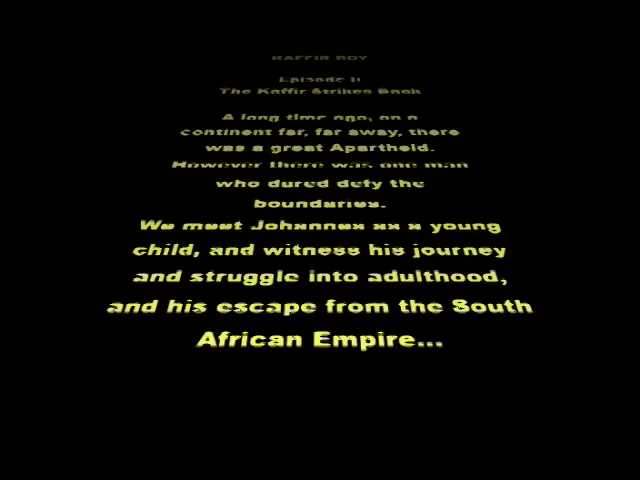 KAFFIR BOY
Episode II
The Kaffir Strikes Back
A long time ago, on a
continent far, far away, there
was a great Apartheid.
However there was one man
who dared defy the
boundaries.
We meet Johannes as a young
child, and witness his journey
and struggle into adulthood,
and his escape from the South
African Empire...